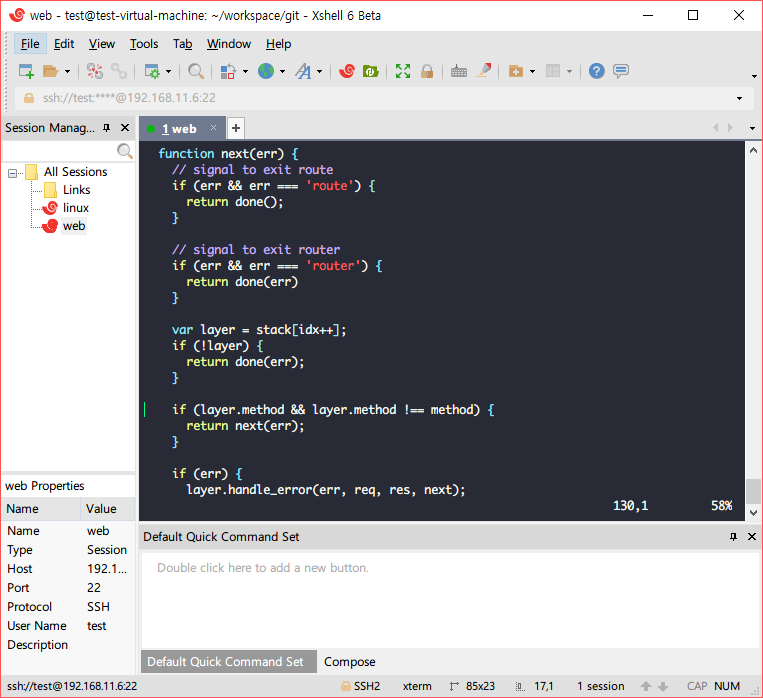 web - test@test-virtual-machine: ~/workspace/git - Xshell 6 Beta
File Edit View Tools Tab Window Help
ssh://test:****@192.168.11.6:22
Session Manag...
1 web
All Sessions
Links
linux
web
function next(err) {
// signal to exit route
if (err && err === 'route') {
return done();
}
// signal to exit router
if (err && err === 'router') {
return done(err)
}
var layer = stack[idx++];
if (!layer) {
return done(err);
}
if (layer.method && layer.method !== method) {
return next(err);
}
if (err) {
layer.handle_error(err, req, res, next);
130,1 58%
web Properties
Name Value
Name web
Type Session
Host 192.1...
Port 22
Protocol SSH
User Name test
Description
Default Quick Command Set
Double click here to add a new button.
Default Quick Command Set Compose
ssh://test@192.168.11.6:22 SSH2 xterm 85x23 17,1 1 session CAP NUM